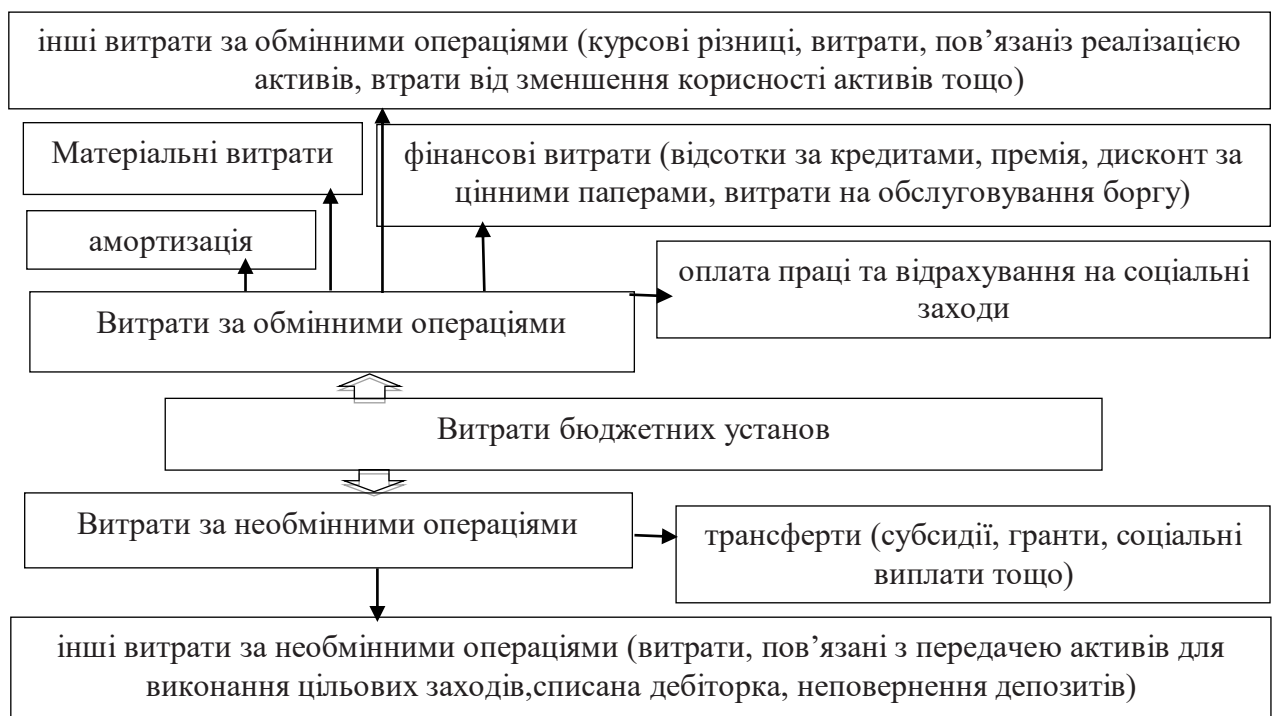 інші витрати за обмінними операціями (курсові різниці, витрати, пов’язаніз реалізацією
активів, втрати від зменшення корисності активів тощо)
Матеріальні витрати
фінансові витрати (відсотки за кредитами, премія, дисконт за
цінними паперами, витрати на обслуговування боргу)
амортизація
оплата праці та відрахування на соціальні
заходи
Витрати за обмінними операціями
Витрати бюджетних установ
Витрати за необмінними операціями
трансферти (субсидії, гранти, соціальні
виплати тощо)
інші витрати за необмінними операціями (витрати, пов’язані з передачею активів для
виконання цільових заходів,списана дебіторка, неповернення депозитів)